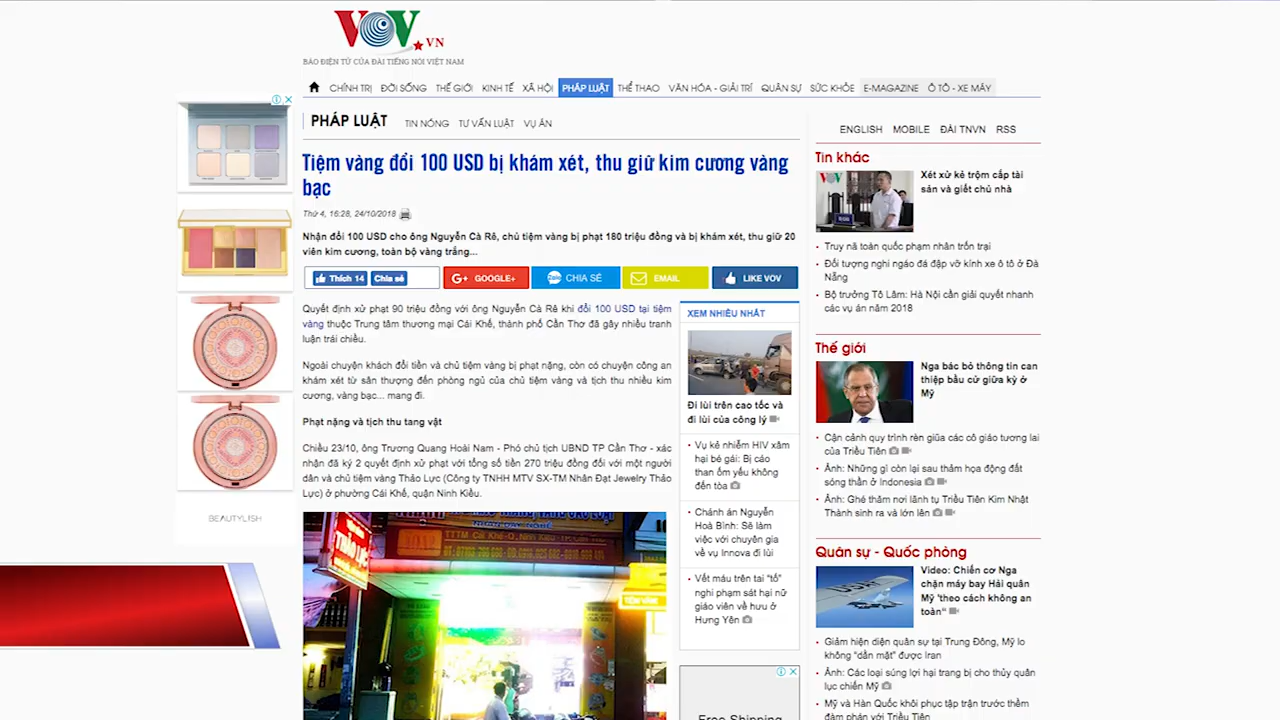 VOV.VN
BÁO ĐIỆN TỬ CỦA ĐÀI TIẾNG NÓI VIỆT NAM
CHÍNH TRỊ ĐỜI SỐNG THẾ GIỚI KINH TẾ XÃ HỘI PHÁP LUẬT THỂ THAO VĂN HÓA - GIẢI TRÍ QUÂN SỰ SỨC KHỎE E-MAGAZINE Ô TÔ - XE MÁY
PHÁP LUẬT TIN NÓNG TƯ VẤN LUẬT VỤ ÁN
Tiệm vàng đổi 100 USD bị khám xét, thu giữ kim cương vàng
bạc
Thứ 4, 16:28, 24/10/2018
Nhận đổi 100 USD cho ông Nguyễn Cà Rê, chủ tiệm vàng bị phạt 180 triệu đồng và bị khám xét, thu giữ 20
viên kim cương, toàn bộ vàng trắng...
Thích 14 Chia sẻ GOOGLE+ CHIA SẺ EMAIL LIKE VOV
Quyết định xử phạt 90 triệu đồng với ông Nguyễn Cà Rê khi đổi 100 USD tại tiệm
vàng thuộc Trung tâm thương mại Cái Khế, thành phố Cần Thơ đã gây nhiều tranh
luận trái chiều.
Ngoài chuyện khách đổi tiền và chủ tiệm vàng bị phạt nặng, còn có chuyện công an
khám xét từ sân thượng đến phòng ngủ của chủ tiệm vàng và tịch thu nhiều kim
cương, vàng bạc... mang đi.
Phạt nặng và tịch thu tang vật
Chiều 23/10, ông Trương Quang Hoài Nam - Phó chủ tịch UBND TP Cần Thơ - xác
nhận đã ký 2 quyết định xử phạt với tổng số tiền 270 triệu đồng đối với một người
dân và chủ tiệm vàng Thảo Lực (Công ty TNHH MTV SX-TM Nhân Đạt Jewelry Thảo
Lực) ở phường Cái Khế, quận Ninh Kiều.
THẢO LỰC
BEAUTYLISH
XEM NHIỀU NHẤT
Đi lùi trên cao tốc và
đi lùi của công lý
Vụ kẻ nhiễm HIV xâm
hại bé gái: Bị cáo
than ốm yếu không
đến tòa
Chánh án Nguyễn
Hoà Bình: Sẽ làm
việc với chuyên gia
về vụ Innova đi lùi
Vết máu trên tai "tố"
nghi phạm sát hại nữ
giáo viên về hưu ở
Hưng Yên
Free Shipping
ENGLISH MOBILE ĐÀI TNVN RSS
Tin khác
VOV
Xét xử kẻ trộm cắp tài
sản và giết chủ nhà
Truy nã toàn quốc phạm nhân trốn trại
Đối tượng nghi ngáo đá đập vỡ kính xe ô tô ở Đà
Nẵng
Bộ trưởng Tô Lâm: Hà Nội cần giải quyết nhanh
các vụ án năm 2018
Thế giới
Nga bác bỏ thông tin can
thiệp bầu cử giữa kỳ ở
Mỹ
Cận cảnh quy trình rèn giũa các cô giáo tương lai
của Triều Tiên
Ảnh: Những gì còn lại sau thảm họa động đất
sóng thần ở Indonesia
Ảnh: Ghé thăm nơi lãnh tụ Triều Tiên Kim Nhật
Thành sinh ra và lớn lên
Quân sự - Quốc phòng
Video: Chiến cơ Nga
chặn máy bay Hải quân
Mỹ "theo cách không an
toàn"
Giảm hiện diện quân sự tại Trung Đông, Mỹ lo
không "dằn mặt" được Iran
Ảnh: Các loại súng lợi hại trang bị cho thủy quân
lục chiến Mỹ
Mỹ và Hàn Quốc khôi phục tập trận trước thềm
đàm phán với Triều Tiên